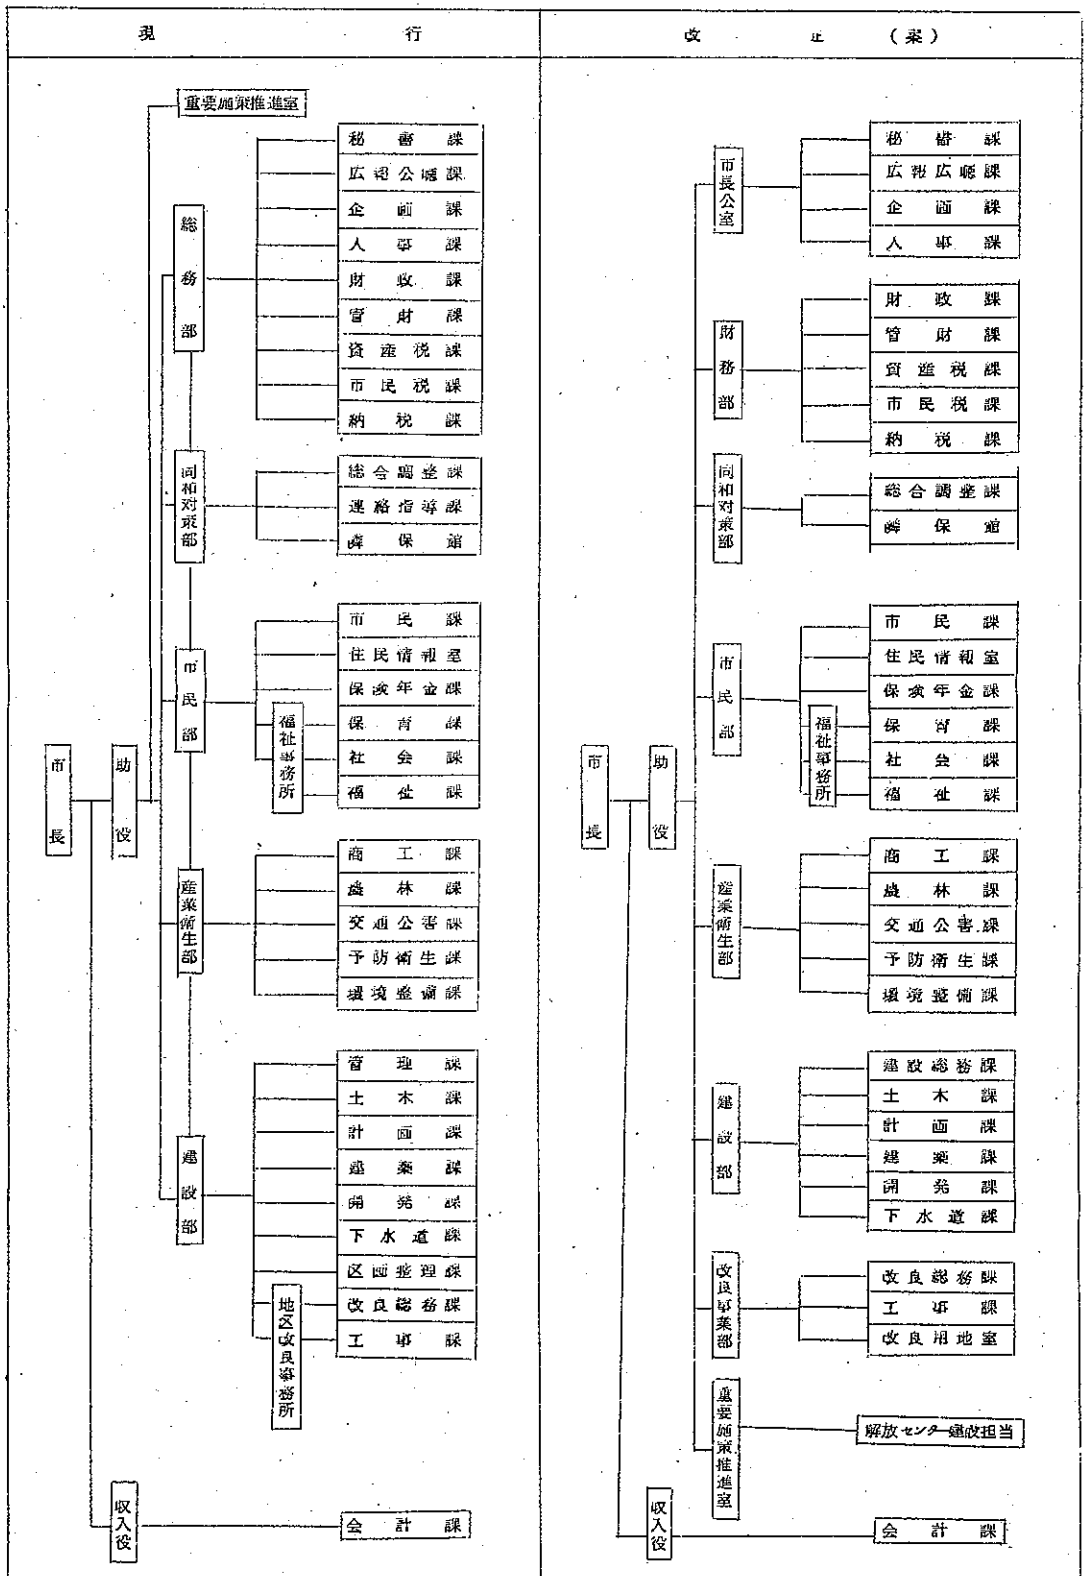 現行
重要施策推進室
総務部
秘書課
広報公聴課
企画課
人事課
財政課
管財課
資産税課
市民税課
納税課
同和対策部
総合調整課
連絡指導課
隣保館
市民部
市民課
住民情報室
保険年金課
福祉事務所
保育課
社会課
福祉課
市長
助役
産業衛生部
商工課
農林課
交通公害課
予防衛生課
環境整備課
建設部
管理課
土木課
計画課
建築課
開発課
下水道課
区画整理課
地区改良事務所
改良総務課
工事課
収入役
会計課
改正(案)
市長公室
秘書課
広報広聴課
企画課
人事課
財務部
財政課
管財課
資産税課
市民税課
納税課
同和対策部
総合調整課
隣保館
市民部
市民課
住民情報室
保険年金課
福祉事務所
保育課
社会課
福祉課
市長
助役
産業衛生部
商工課
農林課
交通公害課
予防衛生課
環境整備課
建設部
建設総務課
土木課
計画課
建築課
開発課
下水道課
改良事業部
改良総務課
工事課
改良用地室
重要施策推進室
解放センター建設担当
収入役
会計課